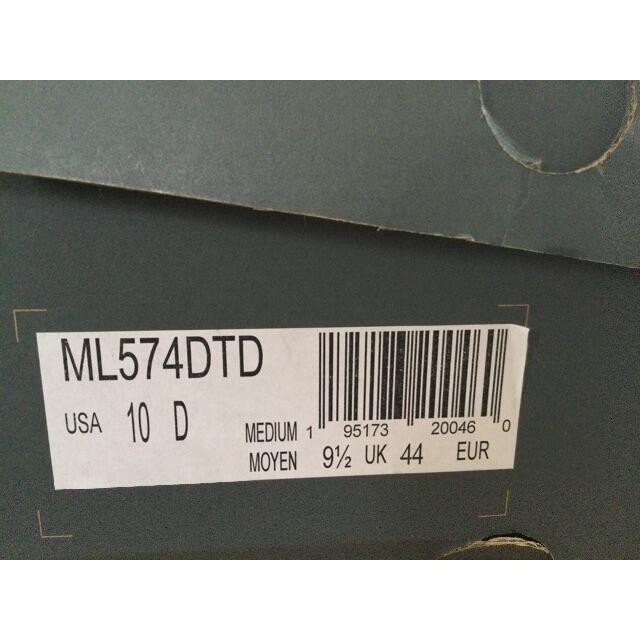 ML574DTD
USA 10 D MEDIUM 1 95173 20046 0
MOYEN 9½ UK 44 EUR